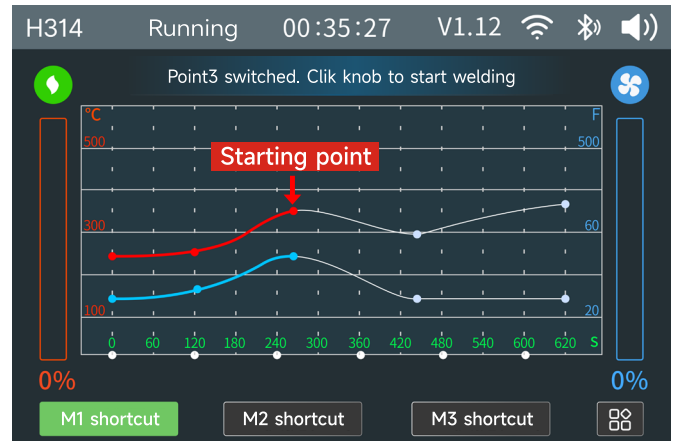 H314 Running 00:35:27 V1.12
Point3 switched. Clik knob to start welding
°C F
500 500
Starting point
300 60
100 20
0 60 120 180 240 300 360 420 480 540 600 620 S
0% 0%
M1 shortcut M2 shortcut M3 shortcut